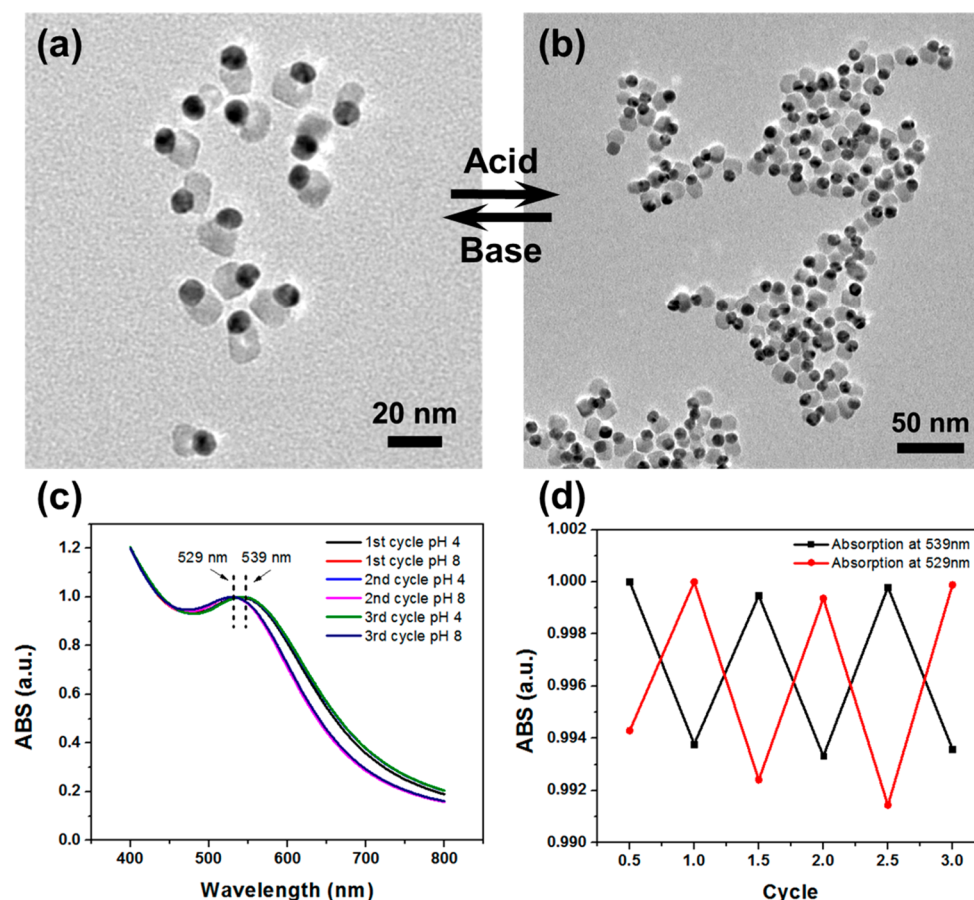 (a)
20 nm
Acid
Base
(b)
50 nm
(c)
529 nm
539 nm
1st cycle pH 4
1st cycle pH 8
2nd cycle pH 4
2nd cycle pH 8
3rd cycle pH 4
3rd cycle pH 8
ABS (a.u.)
1.2
1.0
0.8
0.6
0.4
0.2
0.0
400 500 600 700 800
Wavelength (nm)
(d)
Absorption at 539nm
Absorption at 529nm
ABS (a.u.)
1.002
1.000
0.998
0.996
0.994
0.992
0.990
0.5 1.0 1.5 2.0 2.5 3.0
Cycle